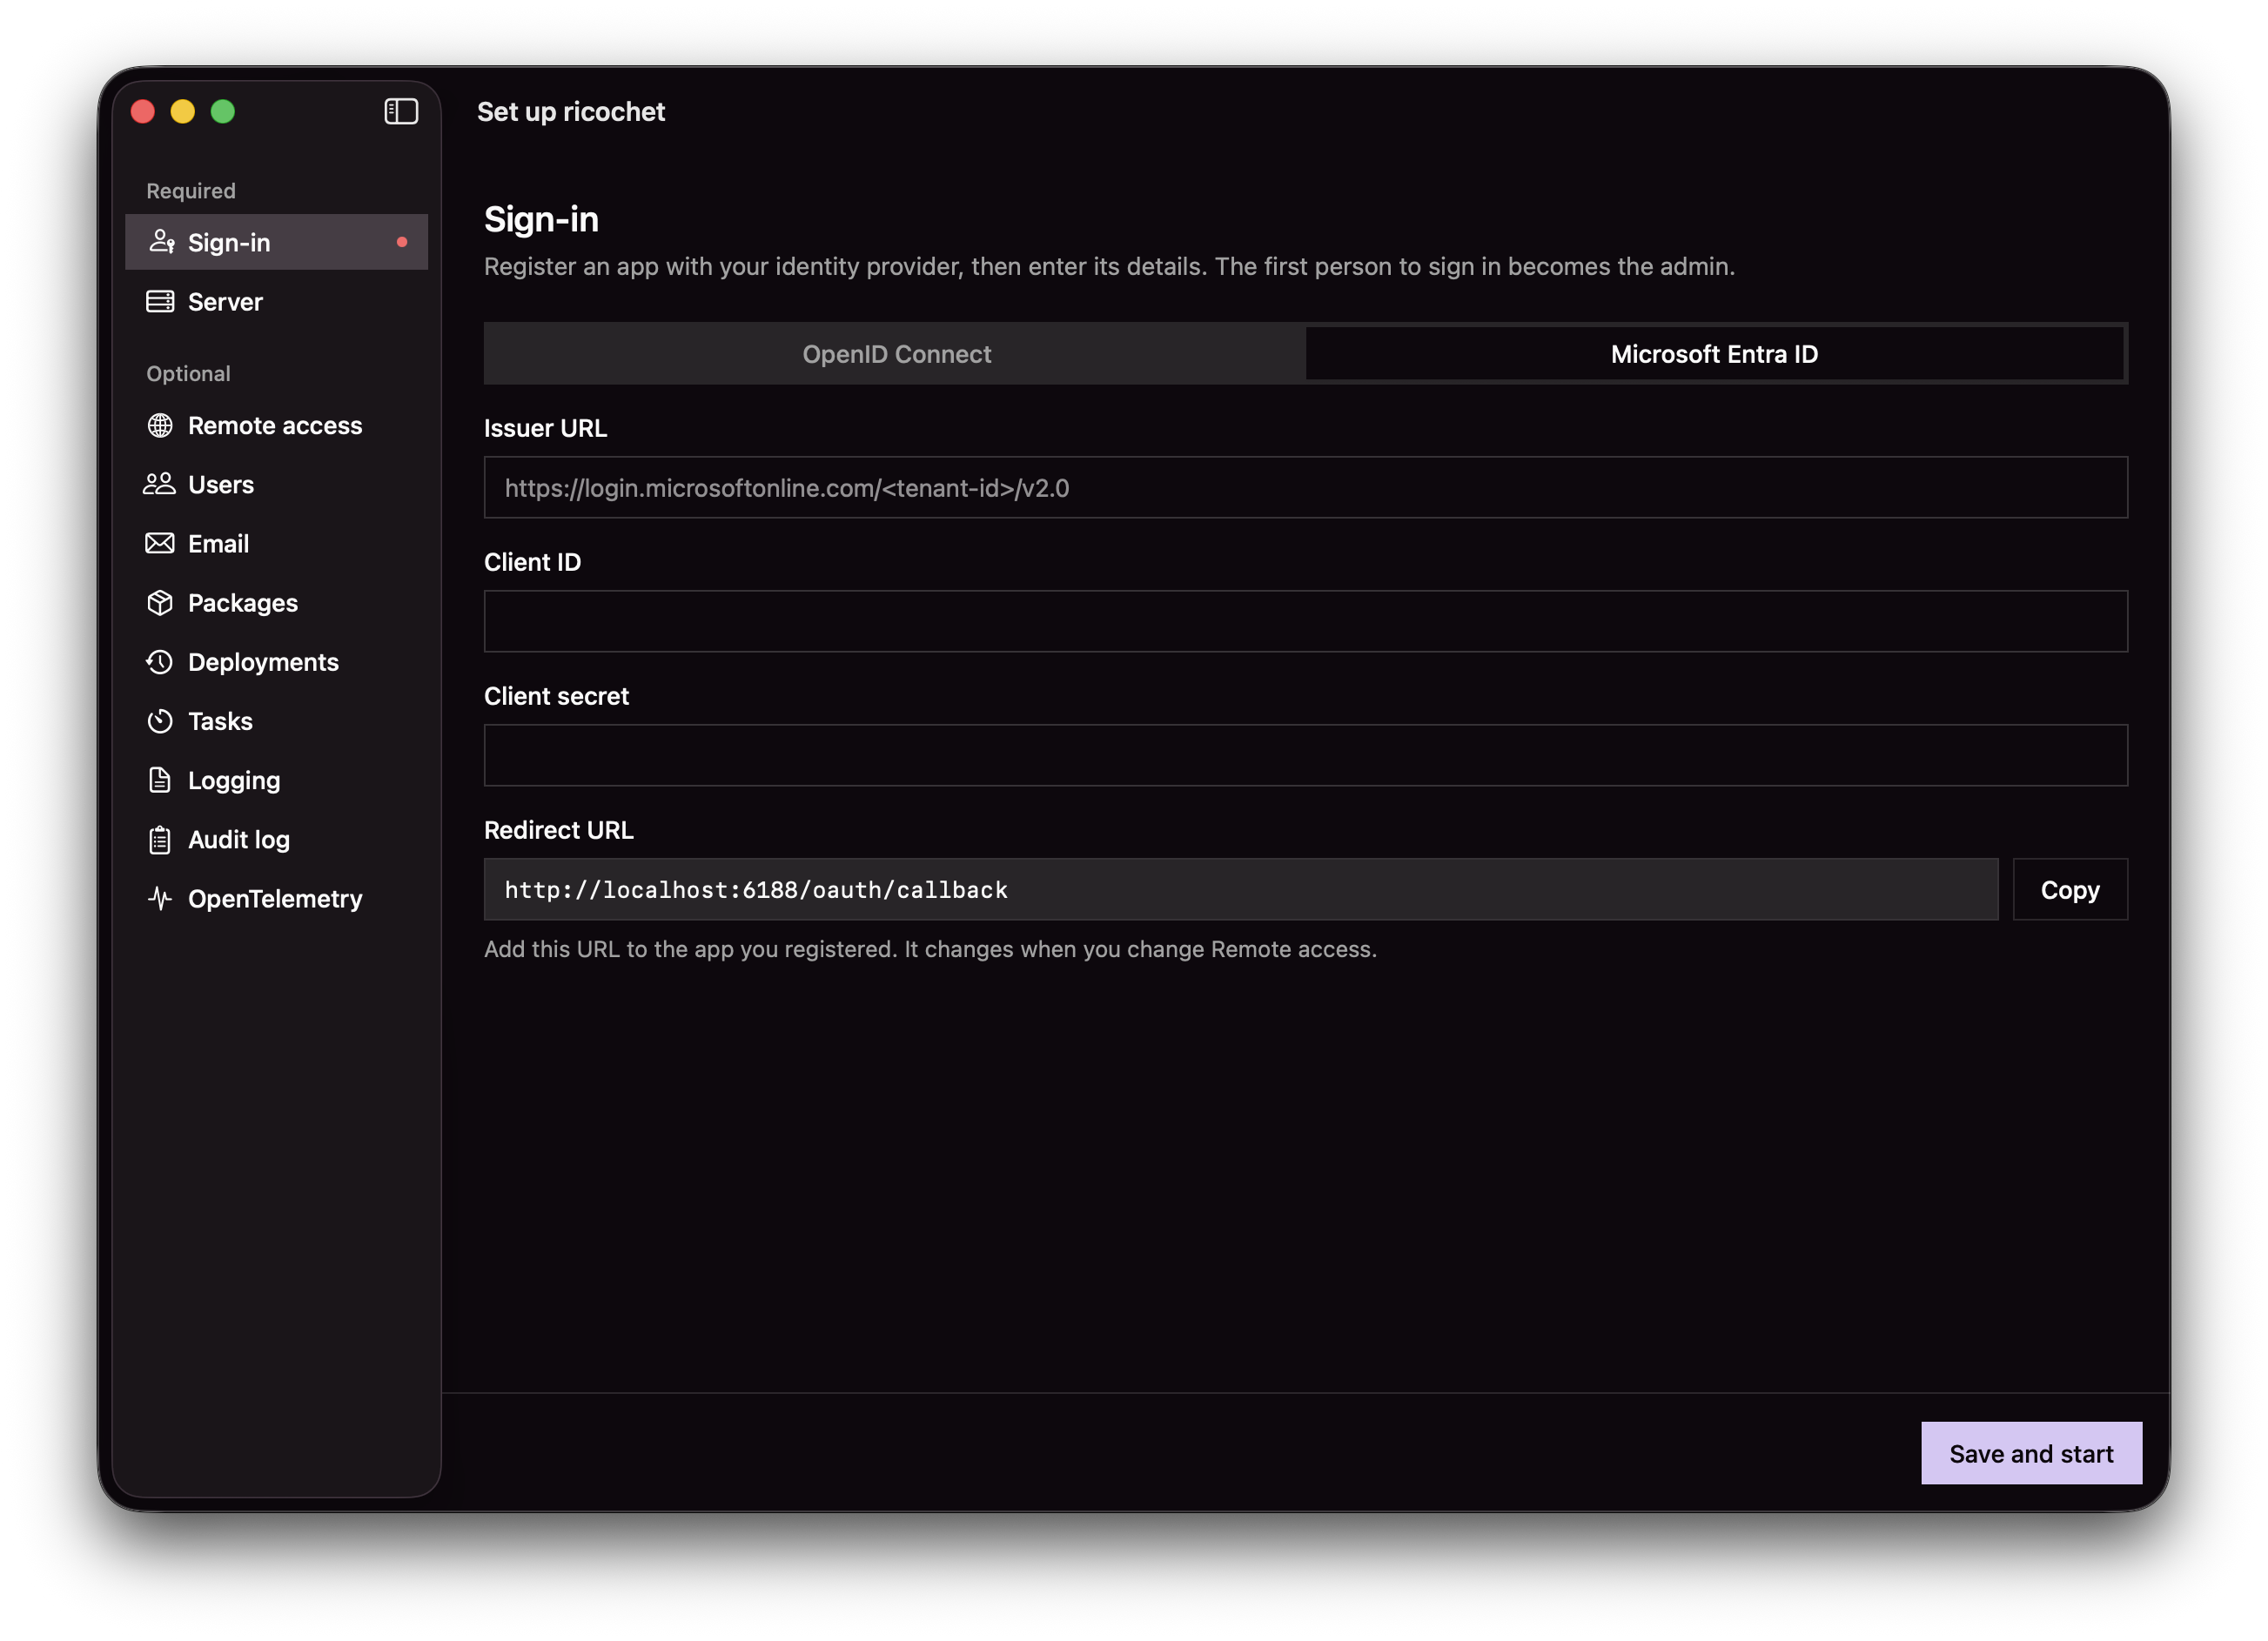 Set up ricochet
Required
Sign-in
Server
Optional
Remote access
Users
Email
Packages
Deployments
Tasks
Logging
Audit log
OpenTelemetry
Sign-in
Register an app with your identity provider, then enter its details. The first person to sign in becomes the admin.
OpenID Connect
Microsoft Entra ID
Issuer URL
https://login.microsoftonline.com/<tenant-id>/v2.0
Client ID
Client secret
Redirect URL
http://localhost:6188/oauth/callback
Copy
Add this URL to the app you registered. It changes when you change Remote access.
Save and start